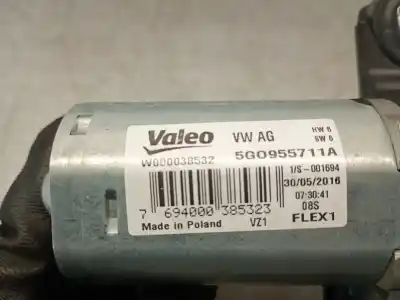 Valeo VW AG HW 6
SW 6
W000038532 5G0955711A
1/S-001694
30/05/2016
07:30:41
08S
7 694000 385323
Made in Poland VZ1 FLEX1